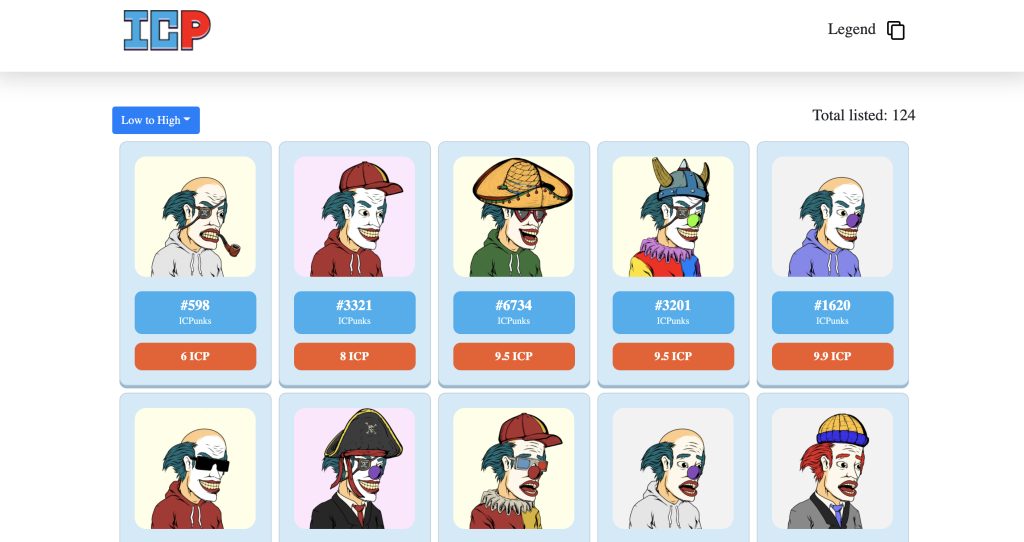 ICP
Legend
Low to High
Total listed: 124
#598
ICPunks
6 ICP
#3321
ICPunks
8 ICP
#6734
ICPunks
9.5 ICP
#3201
ICPunks
9.5 ICP
#1620
ICPunks
9.9 ICP